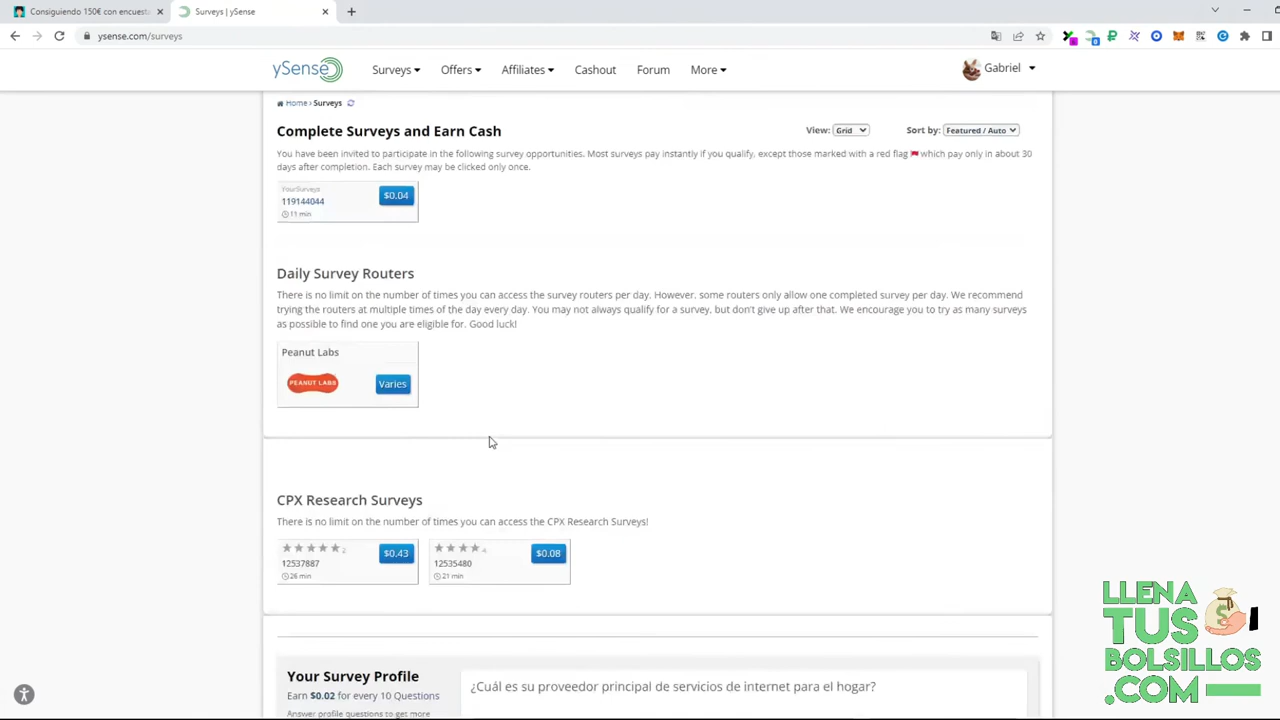 Consiguiendo 150€ con encuesta
Surveys | ySense
ysense.com/surveys
ySense
Surveys
Offers
Affiliates
Cashout
Forum
More
Gabriel
Home › Surveys
Complete Surveys and Earn Cash
View: Grid
Sort by: Featured / Auto
You have been invited to participate in the following survey opportunities. Most surveys pay instantly if you qualify, except those marked with a red flag which pay only in about 30
days after completion. Each survey may be clicked only once.
YourSurveys
119144044
11 min
$0.04
Daily Survey Routers
There is no limit on the number of times you can access the survey routers per day. However, some routers only allow one completed survey per day. We recommend
trying the routers at multiple times of the day every day. You may not always qualify for a survey, but don't give up after that. We encourage you to try as many surveys
as possible to find one you are eligible for. Good luck!
Peanut Labs
PEANUT LABS
Varies
CPX Research Surveys
There is no limit on the number of times you can access the CPX Research Surveys!
2
12537887
26 min
$0.43
12535480
21 min
$0.08
Your Survey Profile
Earn $0.02 for every 10 Questions
Answer profile questions to get more
¿Cuál es su proveedor principal de servicios de internet para el hogar?
LLENA
TUS
BOLSILLOS
.COM